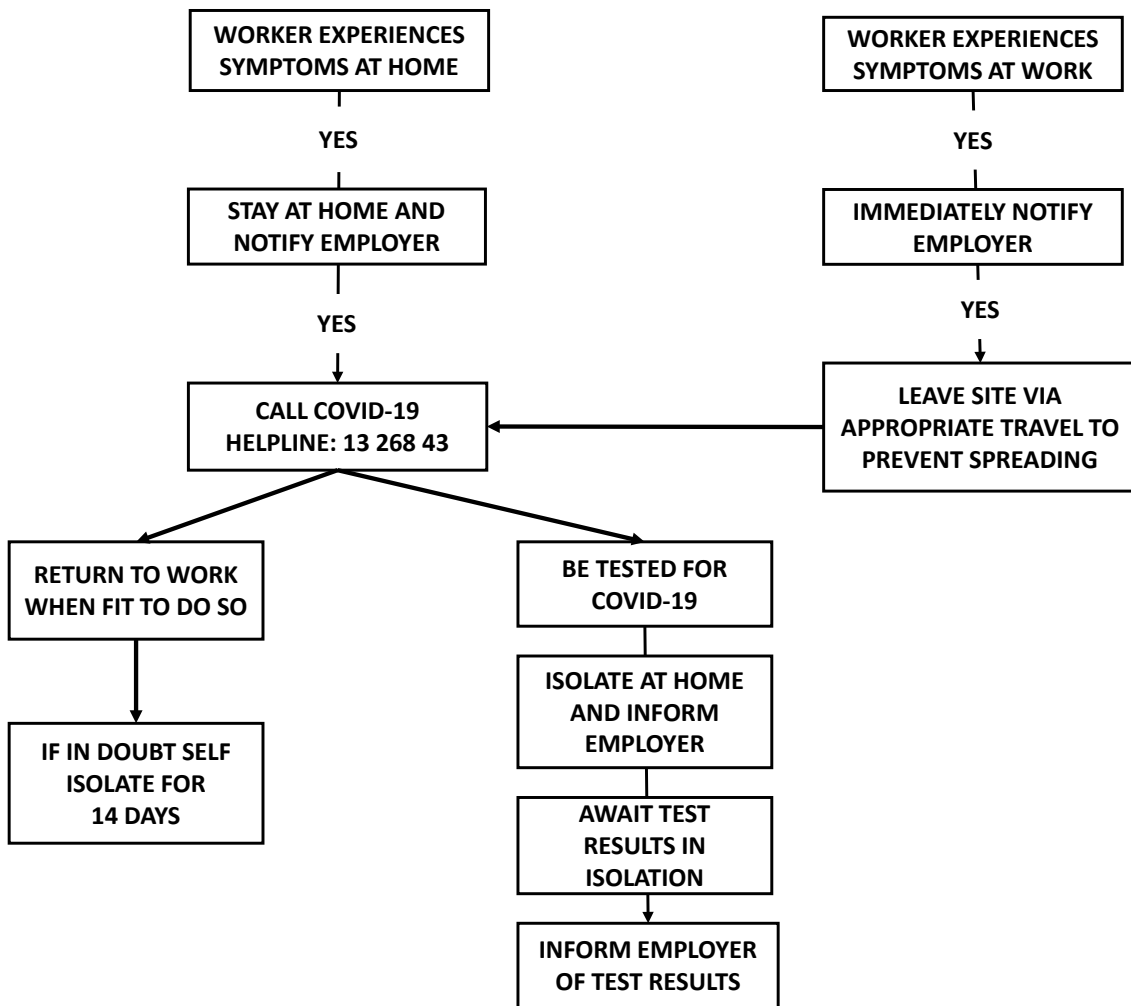 WORKER EXPERIENCES
SYMPTOMS AT HOME
YES
STAY AT HOME AND
NOTIFY EMPLOYER
YES
WORKER EXPERIENCES
SYMPTOMS AT WORK
YES
IMMEDIATELY NOTIFY
EMPLOYER
YES
LEAVE SITE VIA
APPROPRIATE TRAVEL TO
PREVENT SPREADING
CALL COVID-19
HELPLINE: 13 268 43
RETURN TO WORK
WHEN FIT TO DO SO
IF IN DOUBT SELF
ISOLATE FOR
14 DAYS
BE TESTED FOR
COVID-19
ISOLATE AT HOME
AND INFORM
EMPLOYER
AWAIT TEST
RESULTS IN
ISOLATION
INFORM EMPLOYER
OF TEST RESULTS